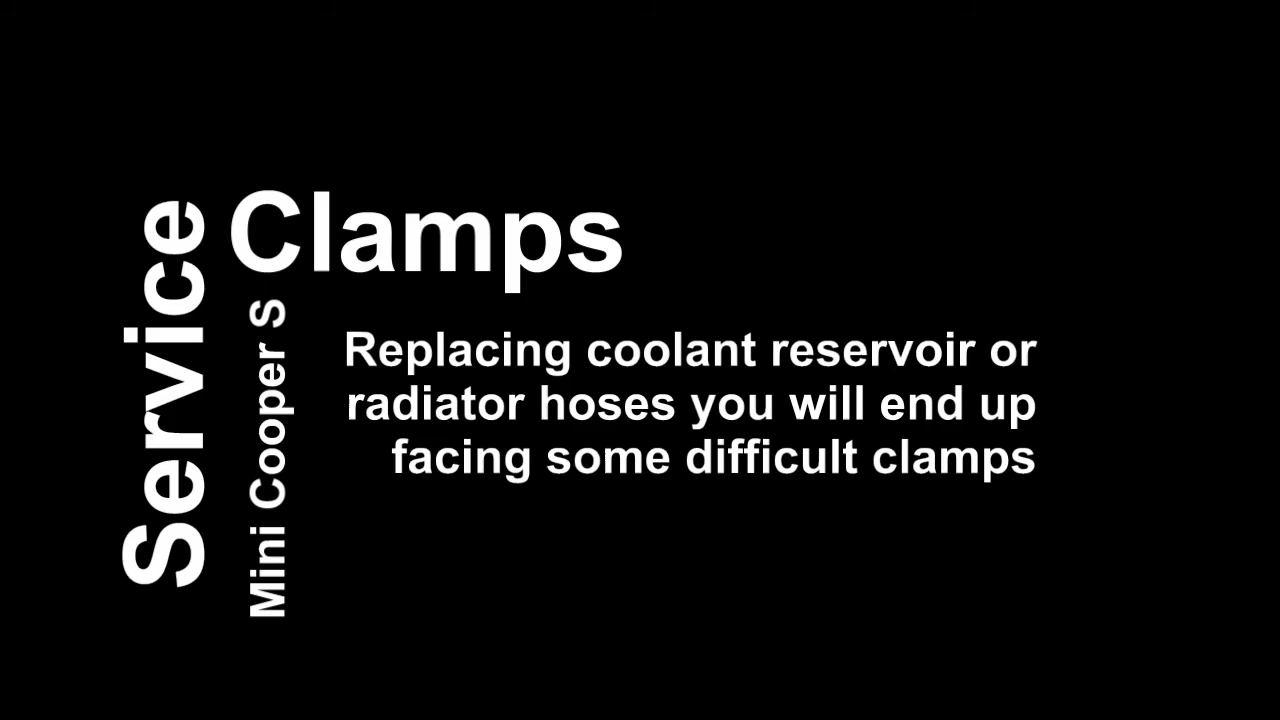 Service
Clamps
Mini Cooper S
Replacing coolant reservoir or
radiator hoses you will end up
facing some difficult clamps